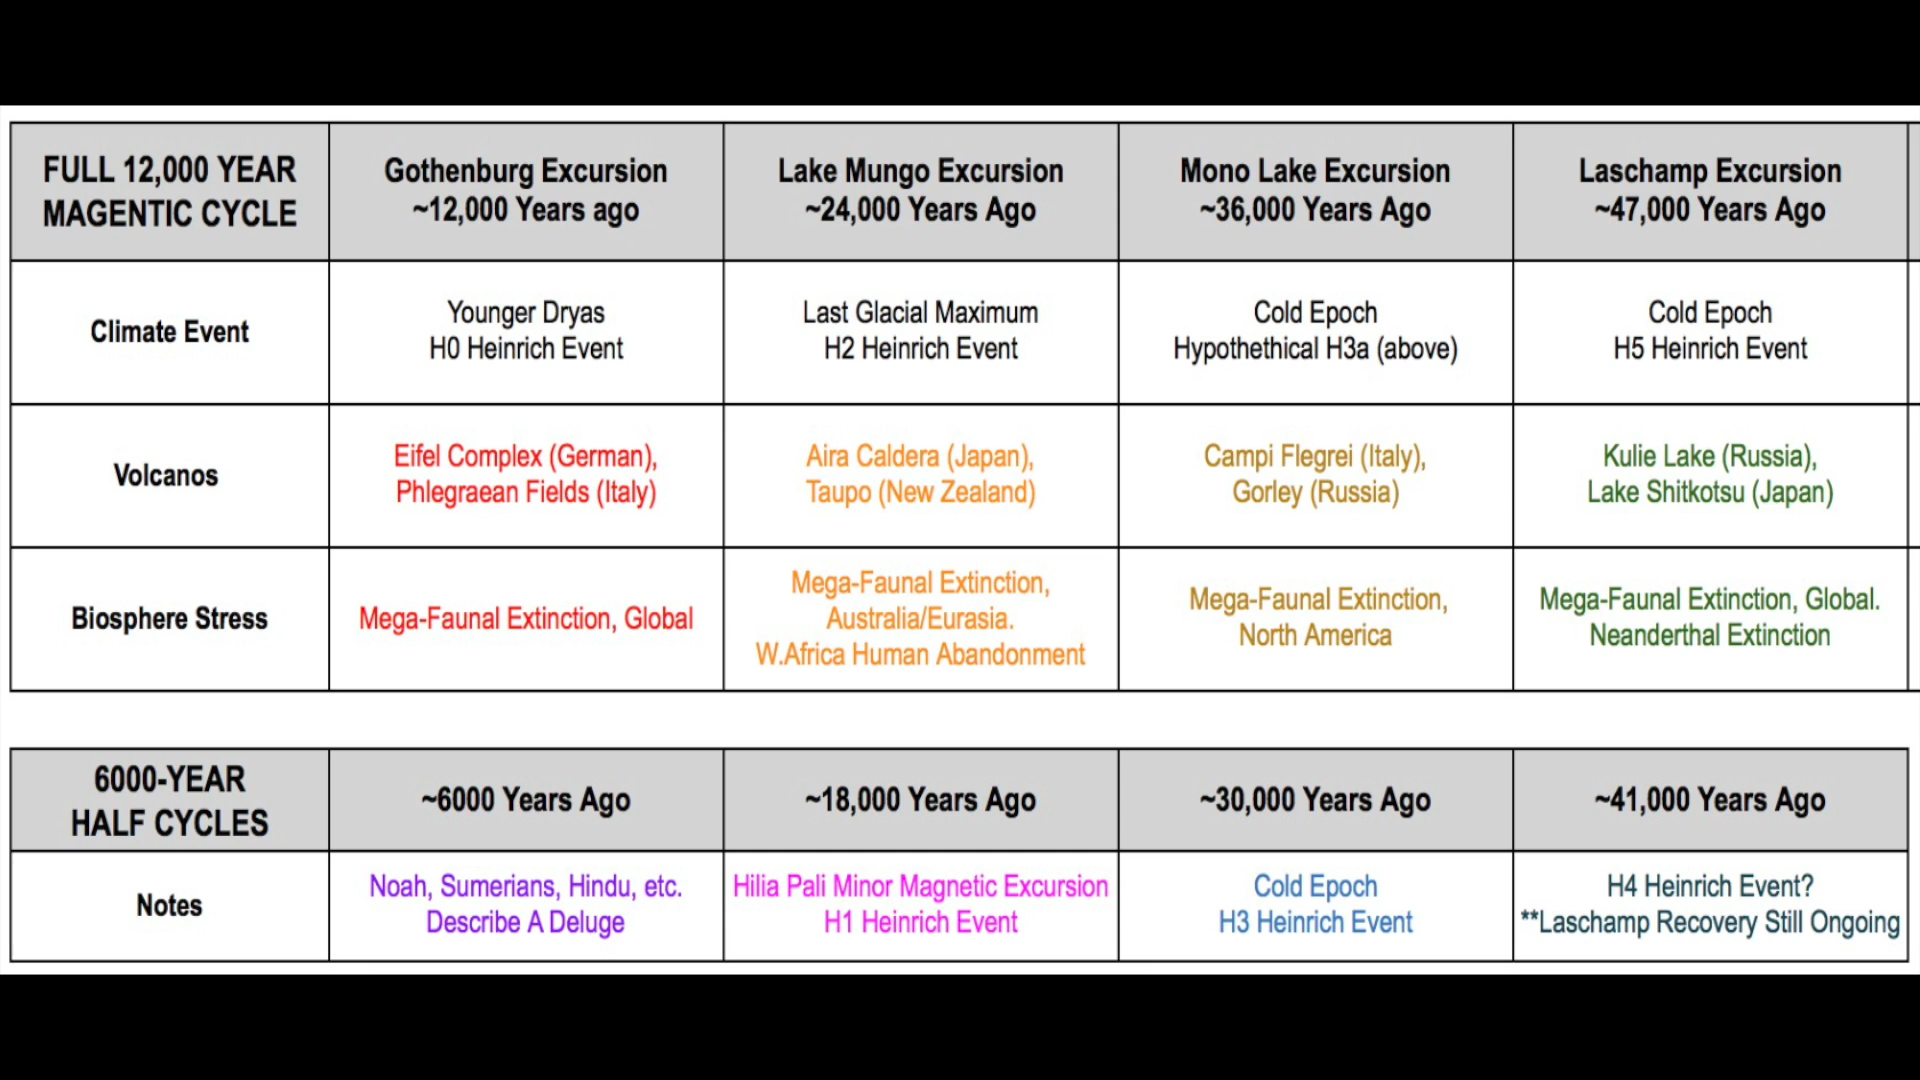 FULL 12,000 YEAR
MAGENTIC CYCLE
Gothenburg Excursion
~12,000 Years ago
Lake Mungo Excursion
~24,000 Years Ago
Mono Lake Excursion
~36,000 Years Ago
Laschamp Excursion
~47,000 Years Ago
Climate Event
Younger Dryas
H0 Heinrich Event
Last Glacial Maximum
H2 Heinrich Event
Cold Epoch
Hypothethical H3a (above)
Cold Epoch
H5 Heinrich Event
Volcanos
Eifel Complex (German),
Phlegraean Fields (Italy)
Aira Caldera (Japan),
Taupo (New Zealand)
Campi Flegrei (Italy),
Gorley (Russia)
Kulie Lake (Russia),
Lake Shitkotsu (Japan)
Biosphere Stress
Mega-Faunal Extinction, Global
Mega-Faunal Extinction,
Australia/Eurasia.
W.Africa Human Abandonment
Mega-Faunal Extinction,
North America
Mega-Faunal Extinction, Global.
Neanderthal Extinction
6000-YEAR
HALF CYCLES
~6000 Years Ago
~18,000 Years Ago
~30,000 Years Ago
~41,000 Years Ago
Notes
Noah, Sumerians, Hindu, etc.
Describe A Deluge
Hilia Pali Minor Magnetic Excursion
H1 Heinrich Event
Cold Epoch
H3 Heinrich Event
H4 Heinrich Event?
**Laschamp Recovery Still Ongoing